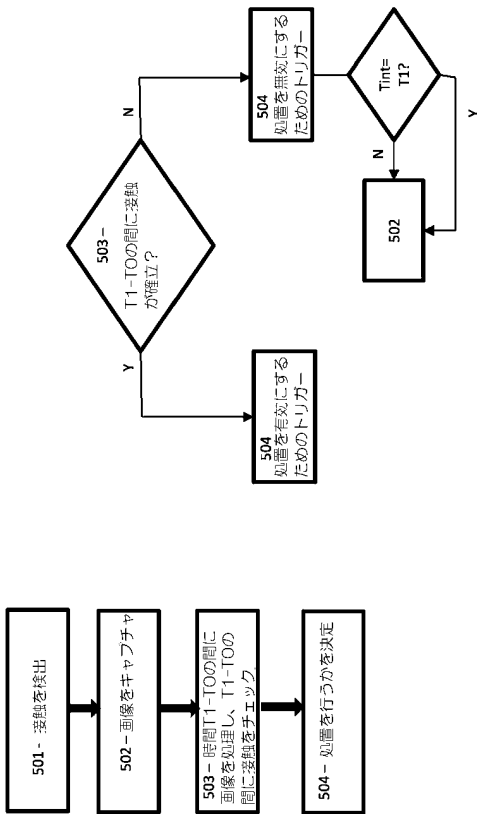 501 - 接触を検出
502 – 画像をキャプチャ
503 – 時間T1-T0の間に
画像を処理し、T1-T0の
間に接触をチェック
504 – 処置を行うかを決定
503 –
T1-T0の間に接触
が確立？
Y
N
504
処置を有効にする
ためのトリガー
504
処置を無効にする
ためのトリガー
Tint=
T1?
N
Y
502